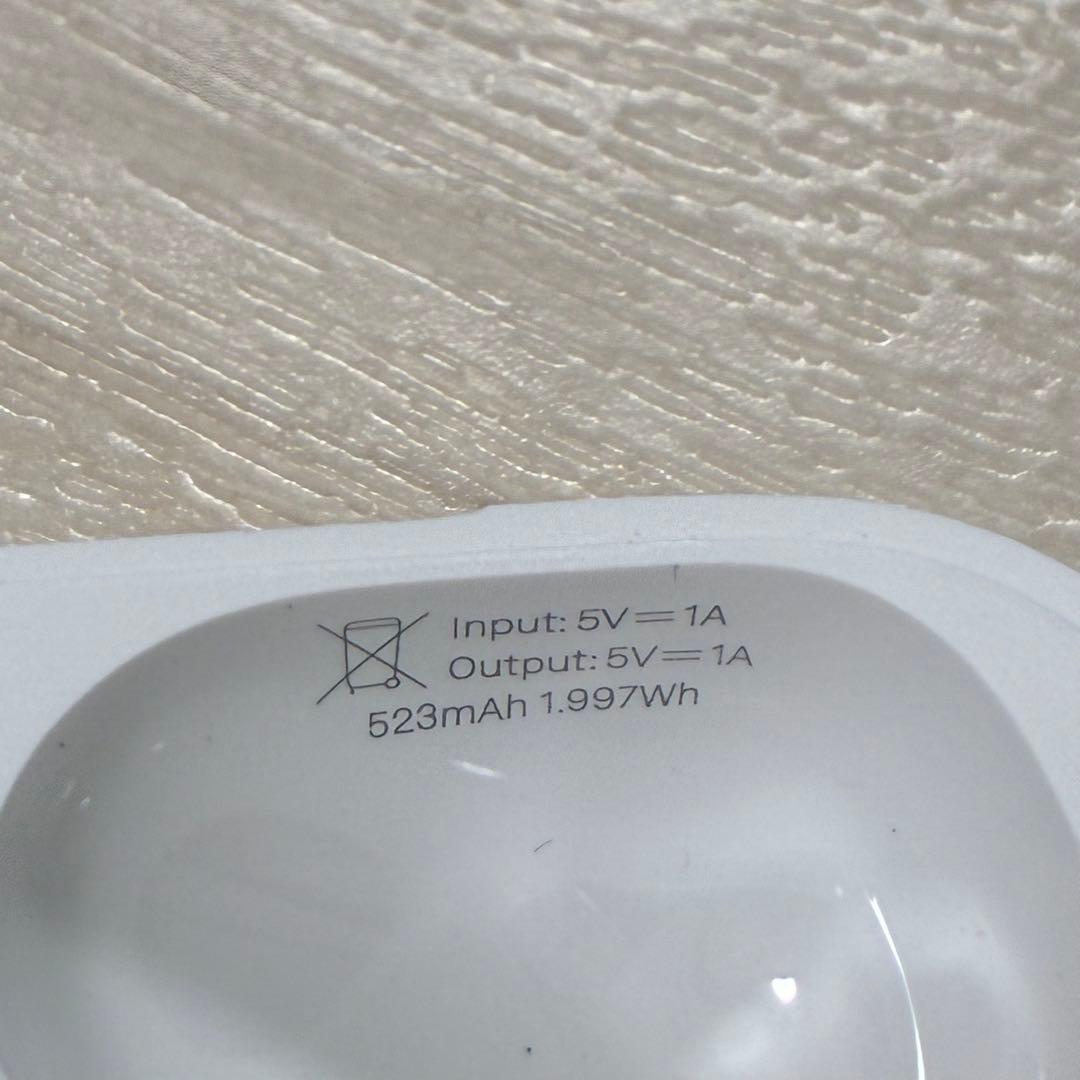 Input: 5V⎓1A
Output: 5V⎓1A
523mAh 1.997Wh